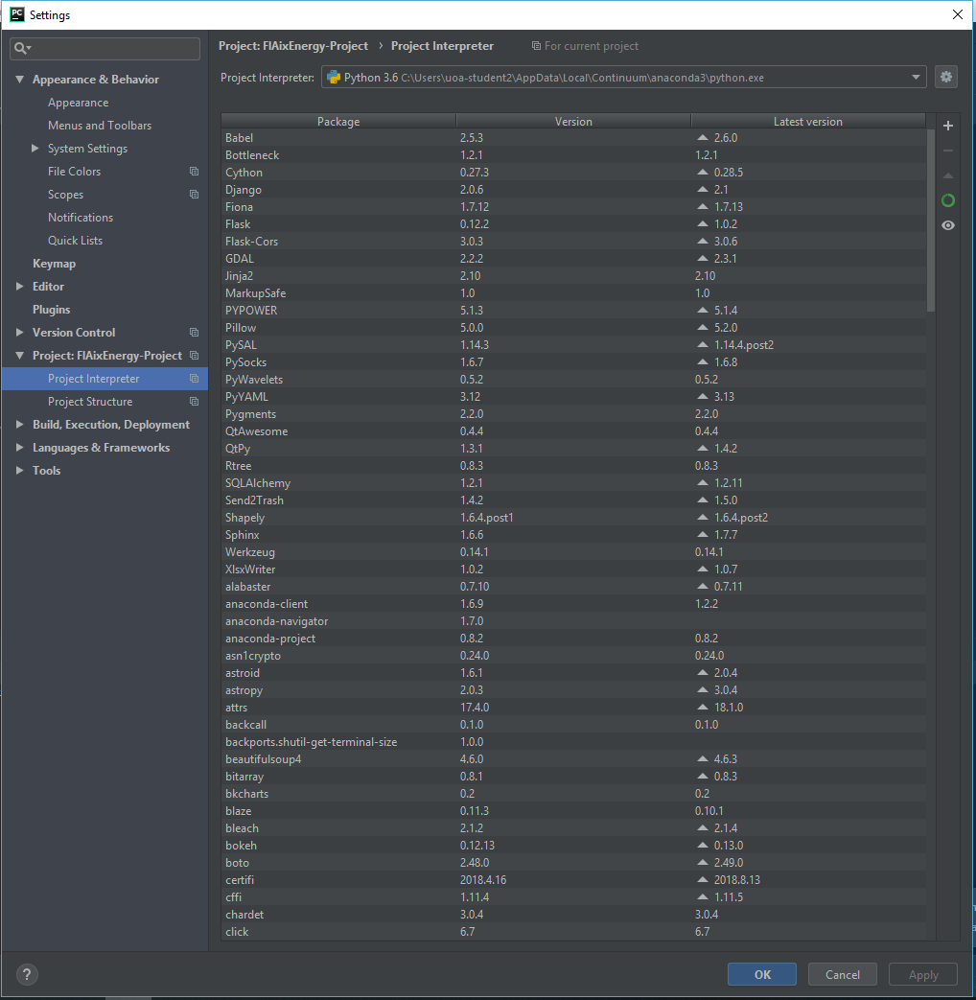 PC Settings
Project: FIAixEnergy-Project › Project Interpreter For current project
Project Interpreter: Python 3.6 C:\Users\uoa-student2\AppData\Local\Continuum\anaconda3\python.exe
Appearance & Behavior
Appearance
Menus and Toolbars
System Settings
File Colors
Scopes
Notifications
Quick Lists
Keymap
Editor
Plugins
Version Control
Project: FIAixEnergy-Project
Project Interpreter
Project Structure
Build, Execution, Deployment
Languages & Frameworks
Tools
Package Version Latest version
Babel 2.5.3 2.6.0
Bottleneck 1.2.1 1.2.1
Cython 0.27.3 0.28.5
Django 2.0.6 2.1
Fiona 1.7.12 1.7.13
Flask 0.12.2 1.0.2
Flask-Cors 3.0.3 3.0.6
GDAL 2.2.2 2.3.1
Jinja2 2.10 2.10
MarkupSafe 1.0 1.0
PYPOWER 5.1.3 5.1.4
Pillow 5.0.0 5.2.0
PySAL 1.14.3 1.14.4.post2
PySocks 1.6.7 1.6.8
PyWavelets 0.5.2 0.5.2
PyYAML 3.12 3.13
Pygments 2.2.0 2.2.0
QtAwesome 0.4.4 0.4.4
QtPy 1.3.1 1.4.2
Rtree 0.8.3 0.8.3
SQLAlchemy 1.2.1 1.2.11
Send2Trash 1.4.2 1.5.0
Shapely 1.6.4.post1 1.6.4.post2
Sphinx 1.6.6 1.7.7
Werkzeug 0.14.1 0.14.1
XlsxWriter 1.0.2 1.0.7
alabaster 0.7.10 0.7.11
anaconda-client 1.6.9 1.2.2
anaconda-navigator 1.7.0
anaconda-project 0.8.2 0.8.2
asn1crypto 0.24.0 0.24.0
astroid 1.6.1 2.0.4
astropy 2.0.3 3.0.4
attrs 17.4.0 18.1.0
backcall 0.1.0 0.1.0
backports.shutil-get-terminal-size 1.0.0
beautifulsoup4 4.6.0 4.6.3
bitarray 0.8.1 0.8.3
bkcharts 0.2 0.2
blaze 0.11.3 0.10.1
bleach 2.1.2 2.1.4
bokeh 0.12.13 0.13.0
boto 2.48.0 2.49.0
certifi 2018.4.16 2018.8.13
cffi 1.11.4 1.11.5
chardet 3.0.4 3.0.4
click 6.7 6.7
? OK Cancel Apply